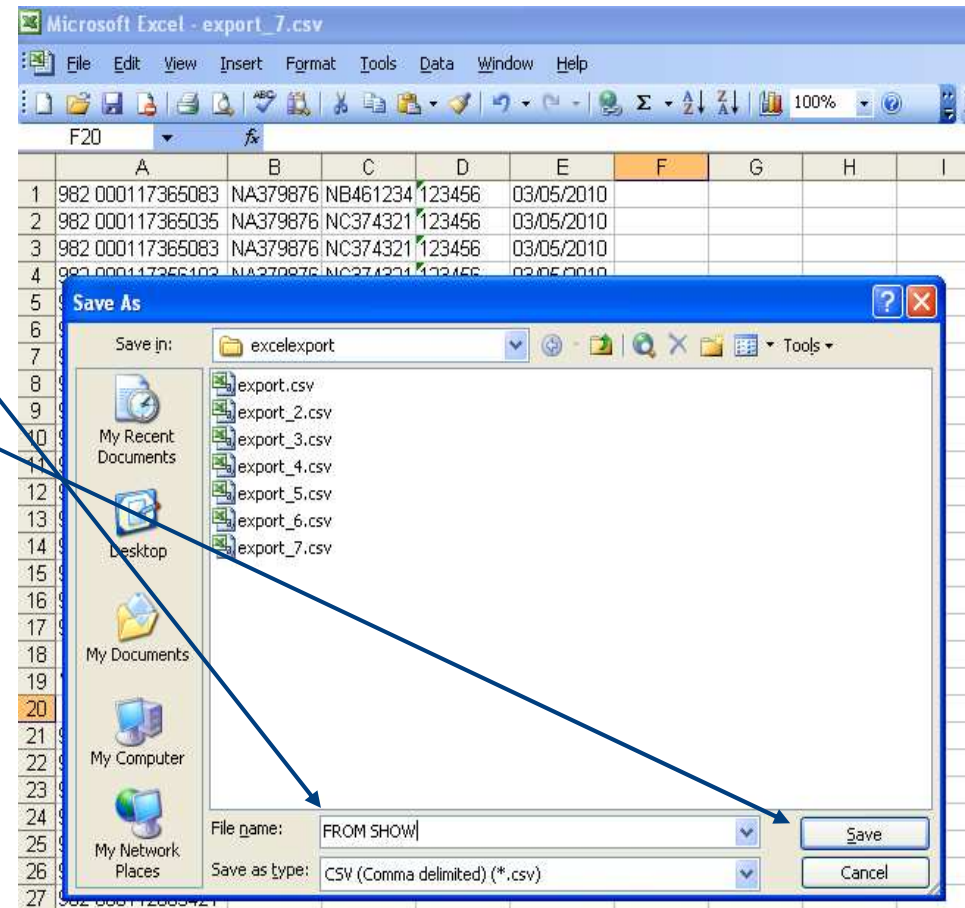 Microsoft Excel - export_7.csv
File Edit View Insert Format Tools Data Window Help
Σ 100%
F20 fx
A B C D E F G H I
1 982 000117365083 NA379876 NB461234 123456 03/05/2010
2 982 000117365035 NA379876 NC374321 123456 03/05/2010
3 982 000117365083 NA379876 NC374321 123456 03/05/2010
4
5 Save As
6 Save in: excelexport Tools
7
8 export.csv
9 export_2.csv
10 My Recent export_3.csv
11 Documents export_4.csv
12 export_5.csv
13 export_6.csv
14 Desktop export_7.csv
15
16
17
18 My Documents
19
20
21
22 My Computer
23
24 File name: FROM SHOW Save
25 My Network
26 Places Save as type: CSV (Comma delimited) (*.csv) Cancel
27